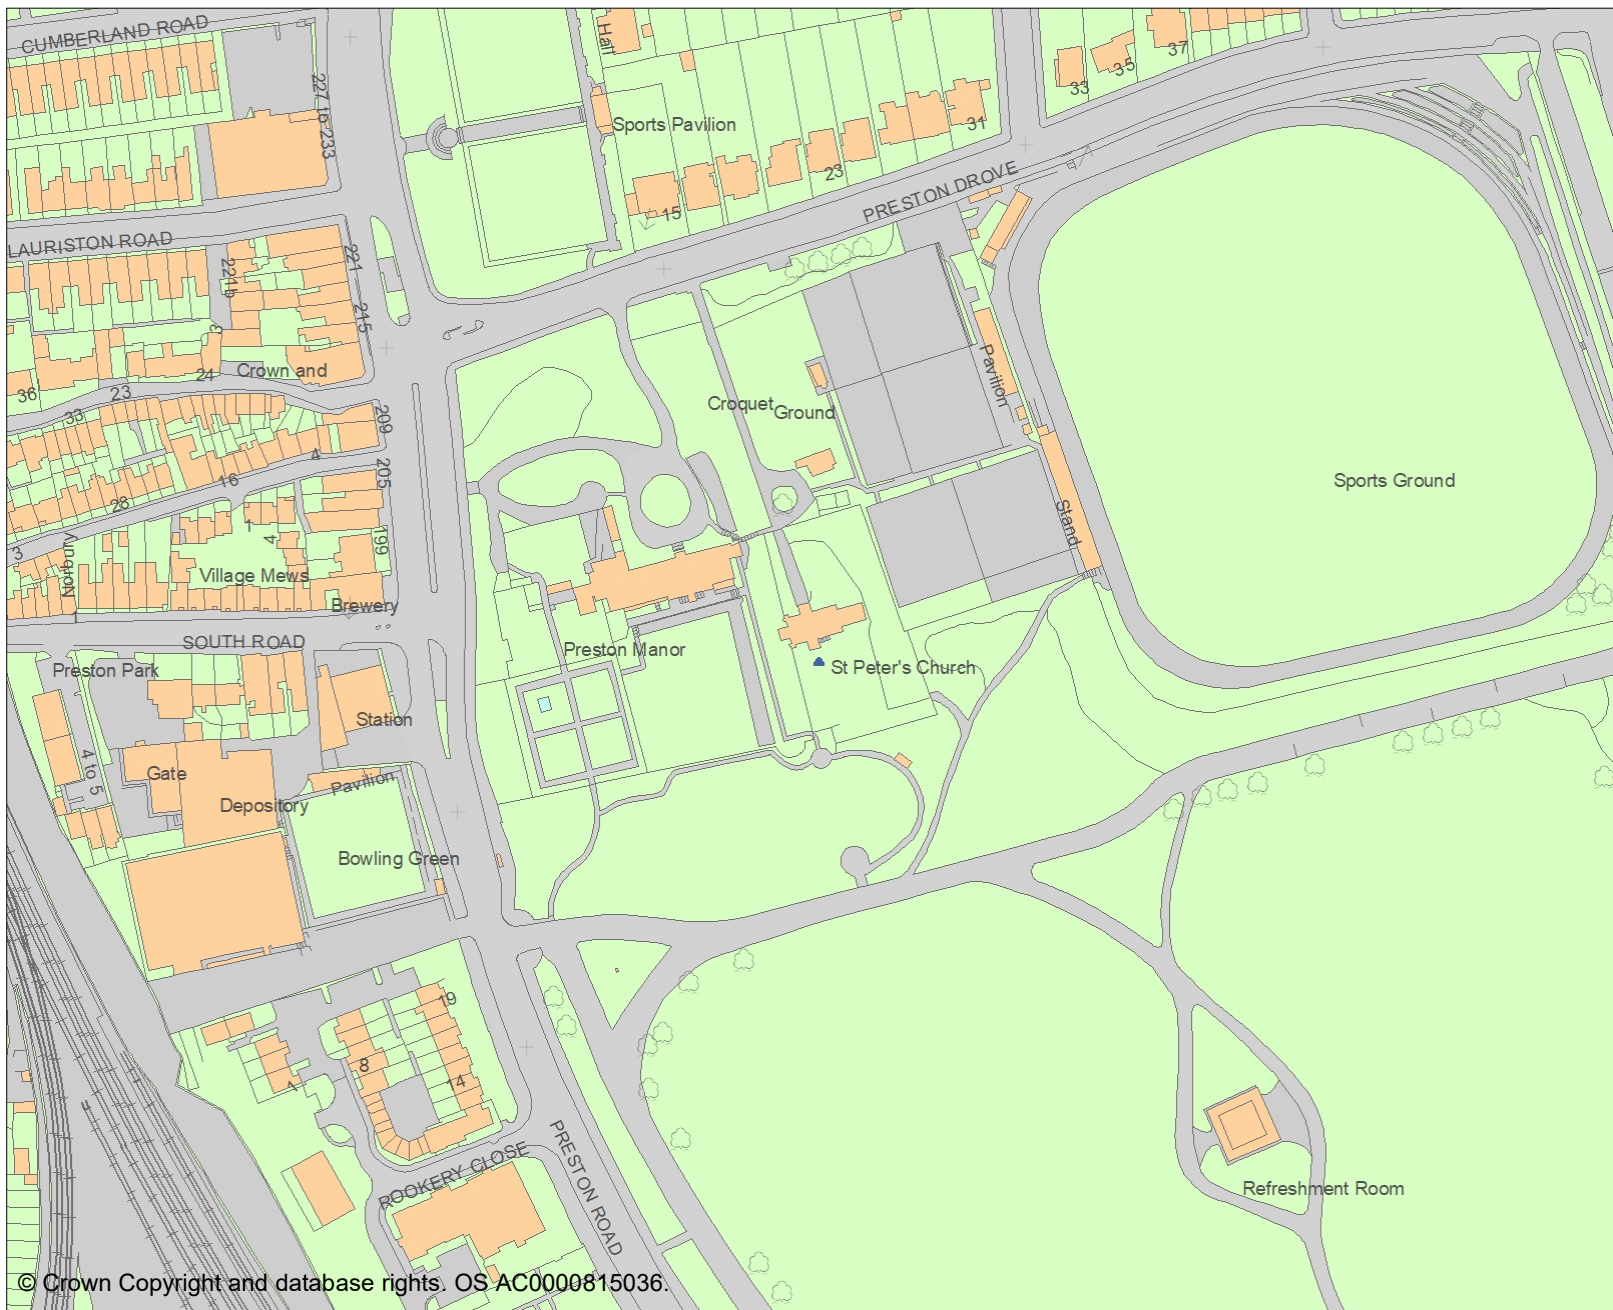 CUMBERLAND ROAD
Hall
37
35
33
227 to 233
Sports Pavilion
31
23
PRESTON DROVE
15
LAURISTON ROAD
221
221b
215
3
Crown and
24
36
23
33
209
Pavilion
Croquet
Ground
4
205
16
28
Sports Ground
Stand
1
4
199
3
Norbury
Village Mews
Brewery
1
SOUTH ROAD
Preston Manor
Preston Park
St Peter's Church
Station
Gate
4 to 5
Pavilion
Depository
Bowling Green
19
8
14
1
PRESTON ROAD
ROOKERY CLOSE
Refreshment Room
© Crown Copyright and database rights. OS AC0000815036.